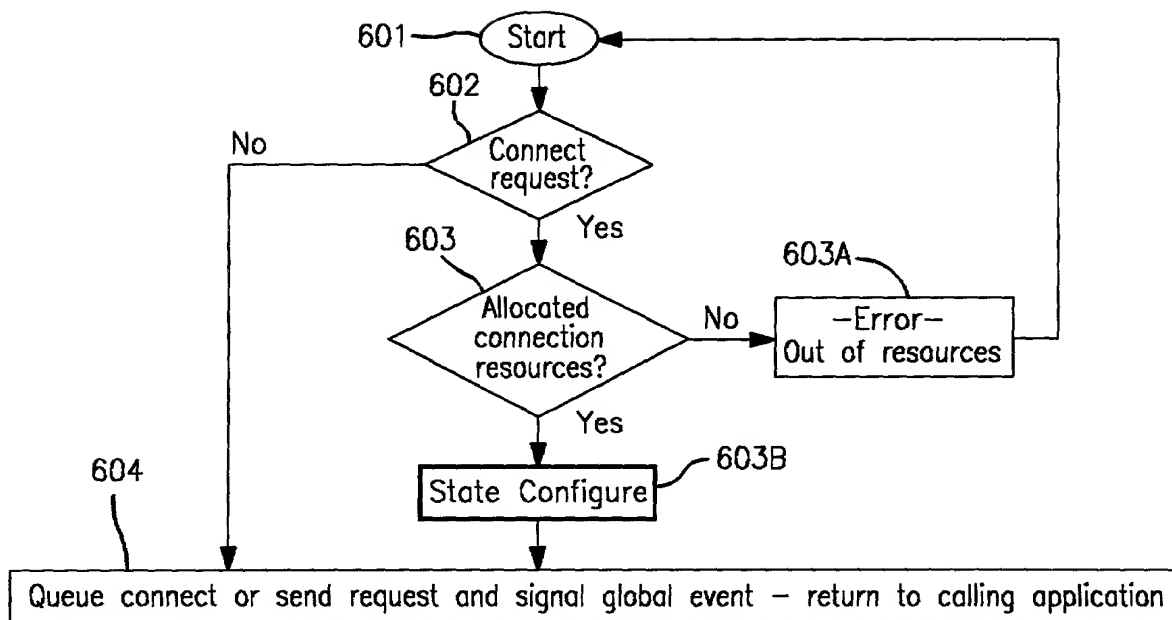 601
Start
602
No
Connect
request?
Yes
603
603A
Allocated
connection
resources?
No
-Error-
Out of resources
Yes
603B
604
State Configure
Queue connect or send request and signal global event – return to calling application